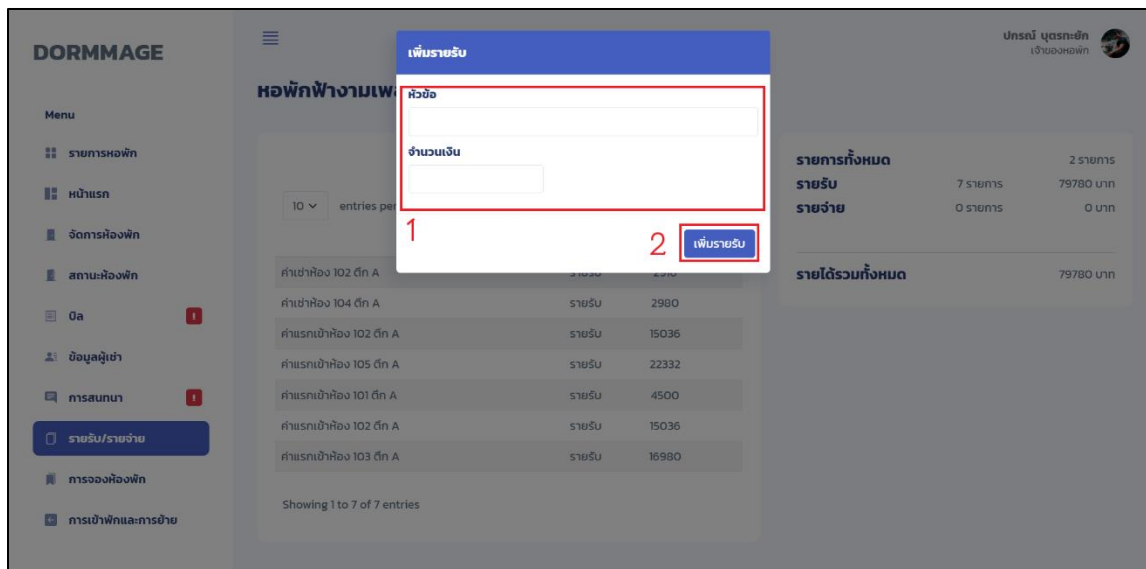 DORMMAGE
ปกรณ์ บุตรทะยัก
เจ้าของหอพัก
Menu
รายการหอพัก
หน้าแรก
จัดการห้องพัก
สถานะห้องพัก
บิล
!
ข้อมูลผู้เช่า
การสนทนา
!
รายรับ/รายจ่าย
การจองห้องพัก
การเข้าพักและการย้าย
หอพักฟ้างามเพ
เพิ่มรายรับ
หัวข้อ
จำนวนเงิน
1
2
เพิ่มรายรับ
10
entries per
ค่าเช่าห้อง 102 ตึก A
ค่าเช่าห้อง 104 ตึก A รายรับ 2980
ค่าแรกเข้าห้อง 102 ตึก A รายรับ 15036
ค่าแรกเข้าห้อง 105 ตึก A รายรับ 22332
ค่าแรกเข้าห้อง 101 ตึก A รายรับ 4500
ค่าแรกเข้าห้อง 102 ตึก A รายรับ 15036
ค่าแรกเข้าห้อง 103 ตึก A รายรับ 16980
Showing 1 to 7 of 7 entries
รายการทั้งหมด 2 รายการ
รายรับ 7 รายการ 79780 บาท
รายจ่าย 0 รายการ 0 บาท
รายได้รวมทั้งหมด 79780 บาท